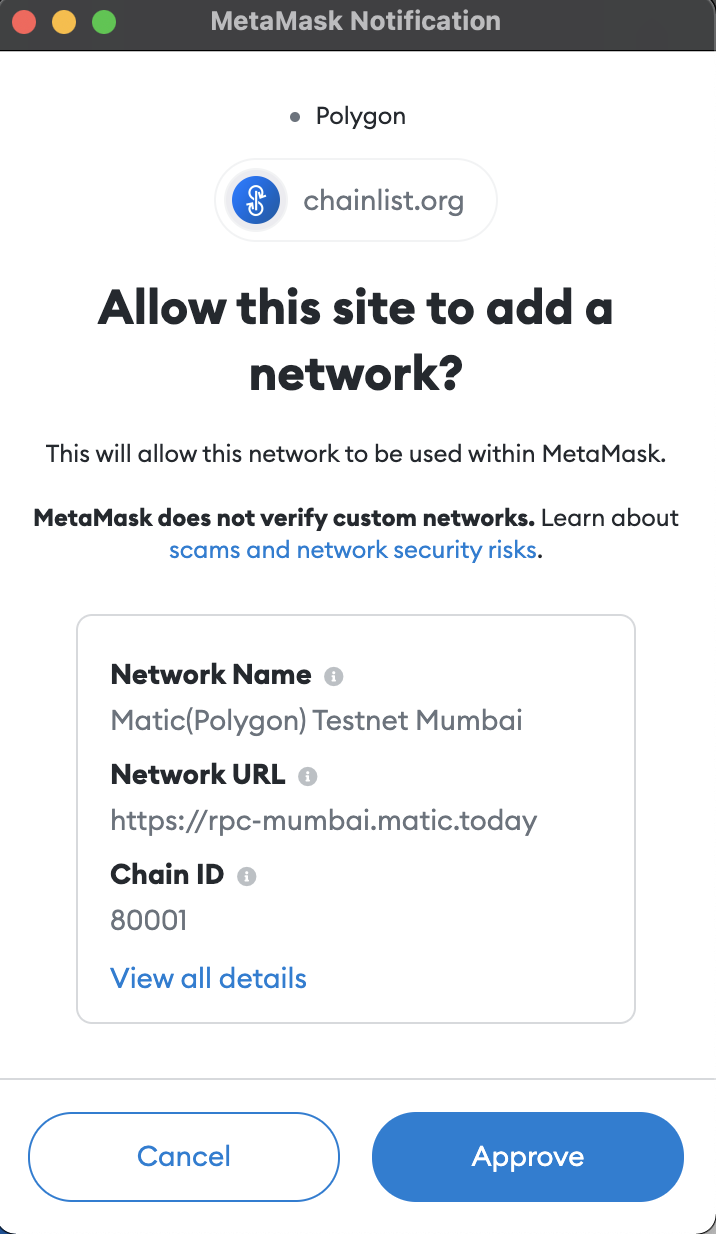 MetaMask Notification
Polygon
chainlist.org
Allow this site to add a
network?
This will allow this network to be used within MetaMask.
MetaMask does not verify custom networks. Learn about
scams and network security risks.
Network Name
Matic(Polygon) Testnet Mumbai
Network URL
https://rpc-mumbai.matic.today
Chain ID
80001
View all details
Cancel Approve